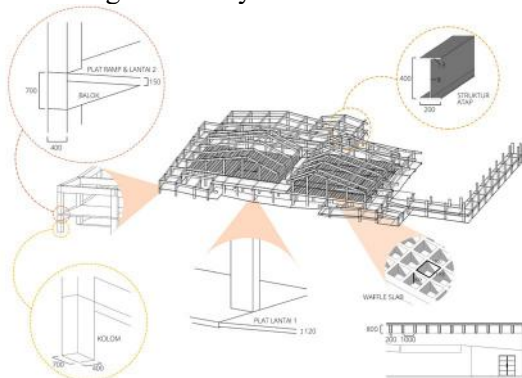 PLAT RAMP & LANTAI 2
150
700
BALOK
400
400
200
STRUKTUR
ATAP
KOLOM
700
400
PLAT LANTAI 1
120
WAFFLE SLAB
800
200 1000